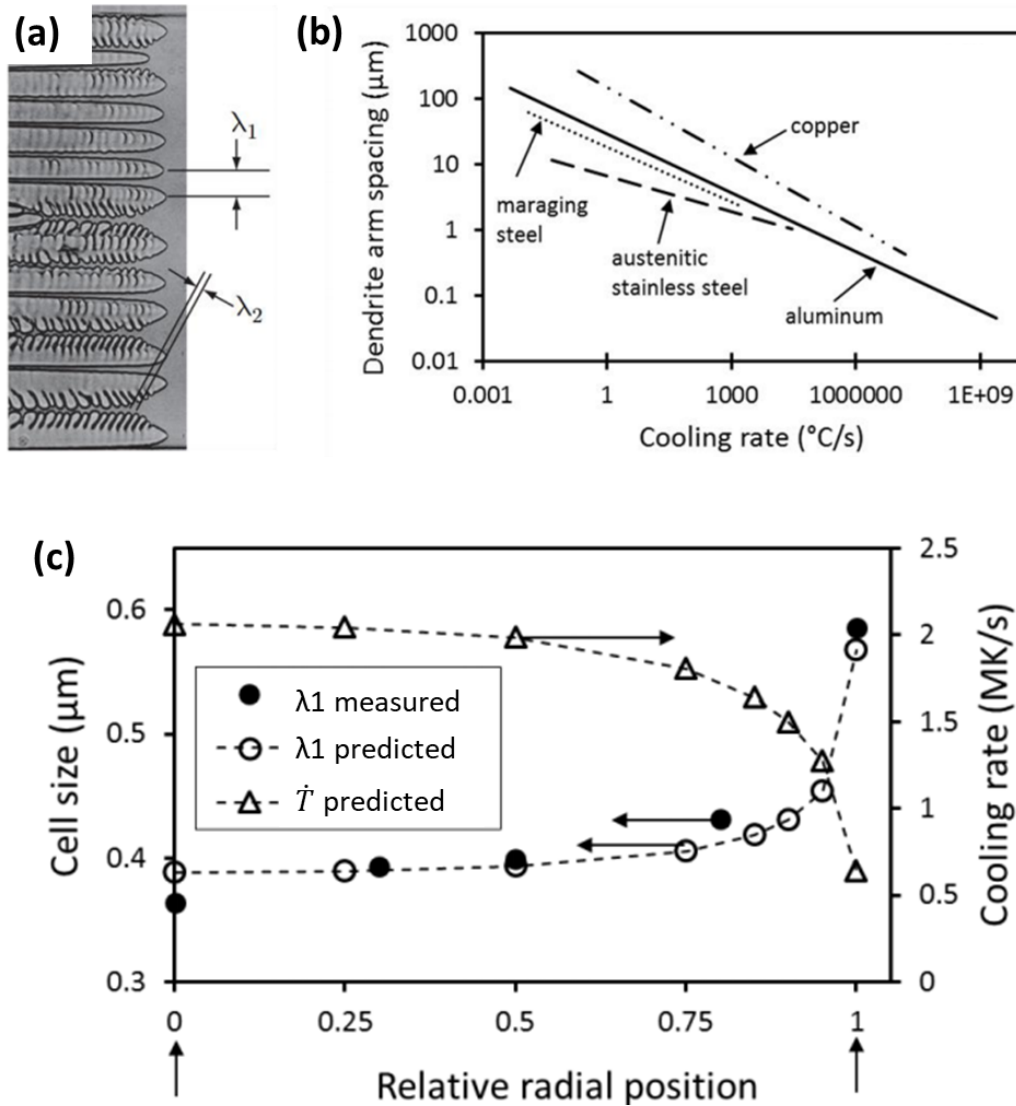 (a)
λ₁
λ₂
(b)
Dendrite arm spacing (µm)
1000
100
10
1
0.1
0.01
0.001
1
1000
1000000
1E+09
Cooling rate (°C/s)
copper
maraging
steel
austenitic
stainless steel
aluminum
(c)
Cell size (µm)
0.6
0.5
0.4
0.3
λ1 measured
λ1 predicted
Ṫ predicted
2.5
2
1.5
1
0.5
0
Cooling rate (MK/s)
0
0.25
0.5
0.75
1
Relative radial position